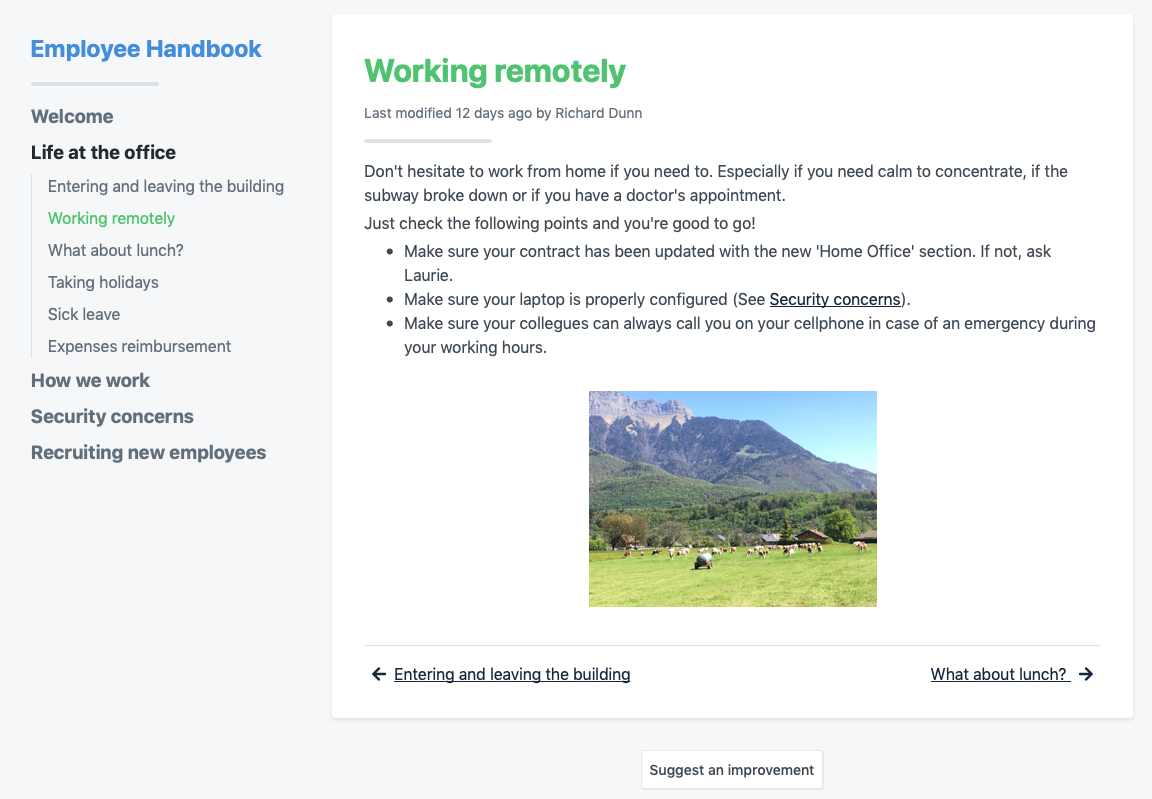 Employee Handbook
Welcome
Life at the office
Entering and leaving the building
Working remotely
What about lunch?
Taking holidays
Sick leave
Expenses reimbursement
How we work
Security concerns
Recruiting new employees
Working remotely
Last modified 12 days ago by Richard Dunn
Don't hesitate to work from home if you need to. Especially if you need calm to concentrate, if the
subway broke down or if you have a doctor's appointment.
Just check the following points and you're good to go!
• Make sure your contract has been updated with the new 'Home Office' section. If not, ask
Laurie.
• Make sure your laptop is properly configured (See Security concerns).
• Make sure your collegues can always call you on your cellphone in case of an emergency during
your working hours.
← Entering and leaving the building
What about lunch? →
Suggest an improvement